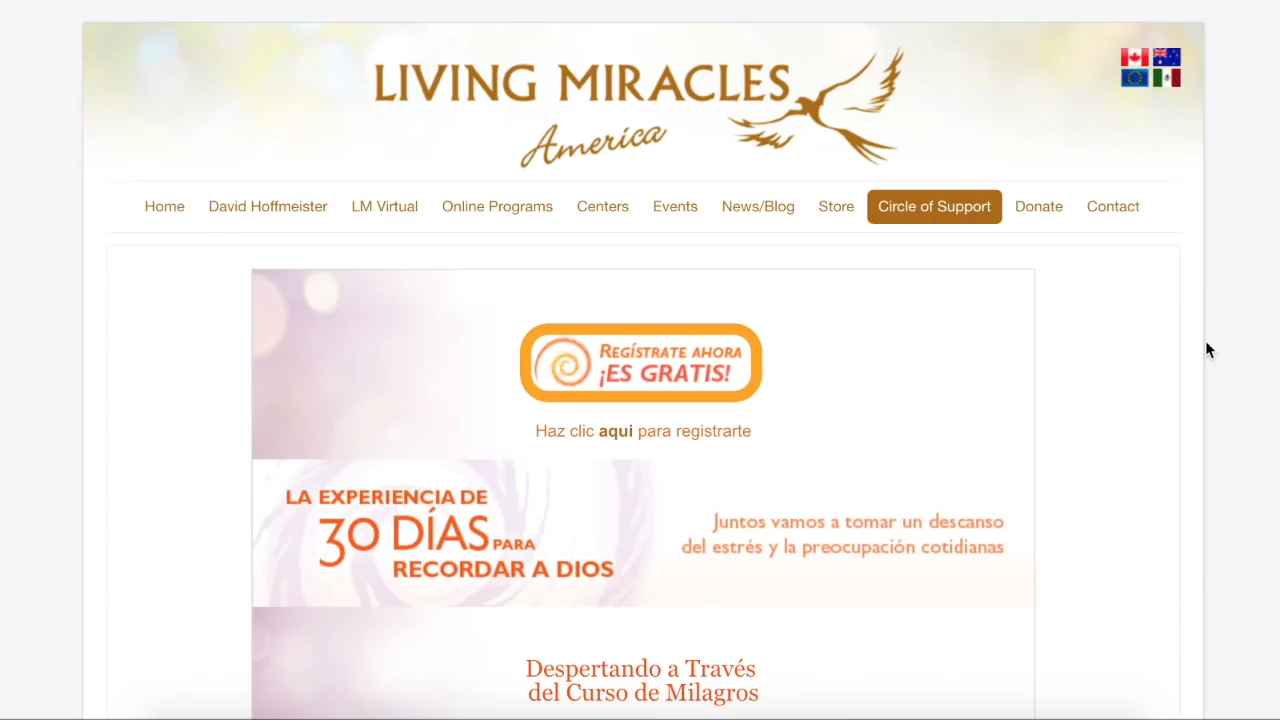 LIVING MIRACLES
America
Home David Hoffmeister LM Virtual Online Programs Centers Events News/Blog Store Circle of Support Donate Contact
REGÍSTRATE AHORA
¡ES GRATIS!
Haz clic aqui para registrarte
LA EXPERIENCIA DE
30 DÍAS PARA
RECORDAR A DIOS
Juntos vamos a tomar un descanso
del estrés y la preocupación cotidianas
Despertando a Través
del Curso de Milagros